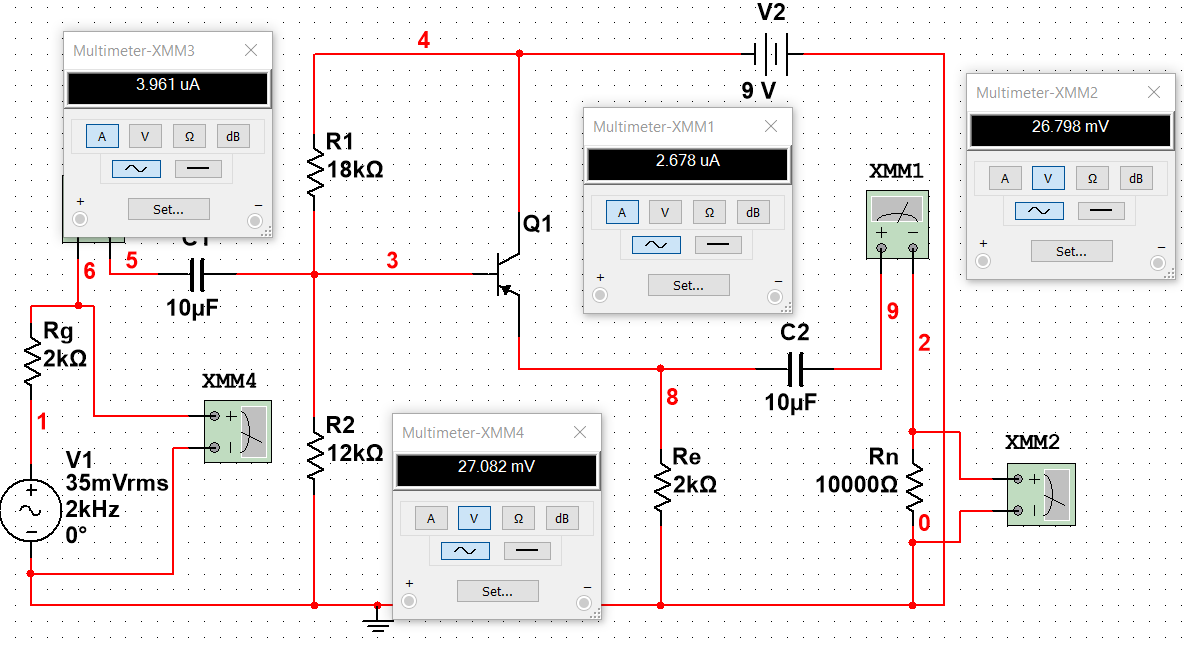 V2
9 V
4
Multimeter-XMM3
3.961 uA
A V Ω dB
+ Set... −
R1
18kΩ
Multimeter-XMM1
2.678 uA
A V Ω dB
+ Set... −
XMM1
+ −
Multimeter-XMM2
26.798 mV
A V Ω dB
+ Set... −
Q1
C1
10µF
6
5
3
9
2
8
C2
10µF
Rg
2kΩ
1
XMM4
+
R2
12kΩ
V1
35mVrms
2kHz
0°
+
−
Multimeter-XMM4
27.082 mV
A V Ω dB
+ Set... −
Re
2kΩ
Rn
10000Ω
0
XMM2
+